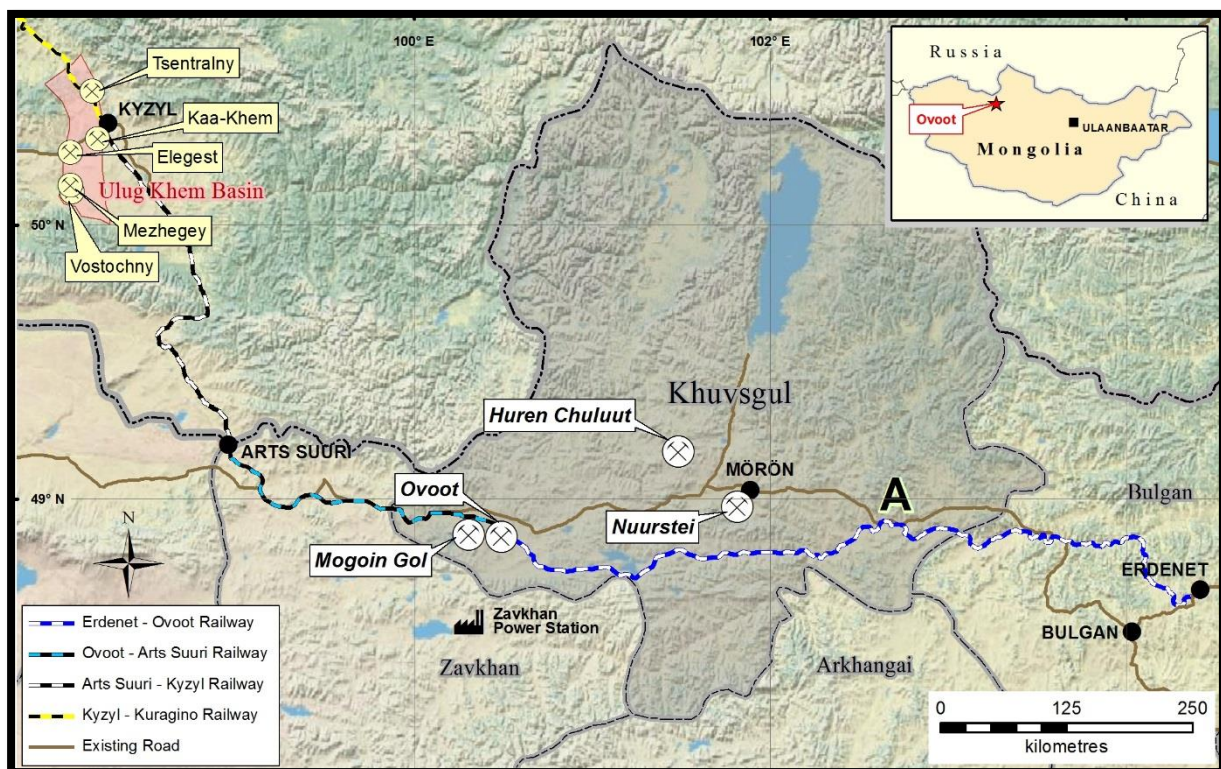 100° E
102° E
Tsentralny
KYZYL
Kaa-Khem
Elegest
Ulug Khem Basin
Mezhegey
50° N
Vostochny
Russia
Ovoot
ULAANBAATAR
Mongolia
China
Khuvsgul
Huren Chuluut
ARTS SUURI
MÖRÖN
Ovoot
49° N
A
Bulgan
Nuurstei
Mogoin Gol
N
ERDENET
Zavkhan
Power Station
BULGAN
Zavkhan
Arkhangai
Erdenet - Ovoot Railway
Ovoot - Arts Suuri Railway
Arts Suuri - Kyzyl Railway
Kyzyl - Kuragino Railway
Existing Road
0 125 250
kilometres